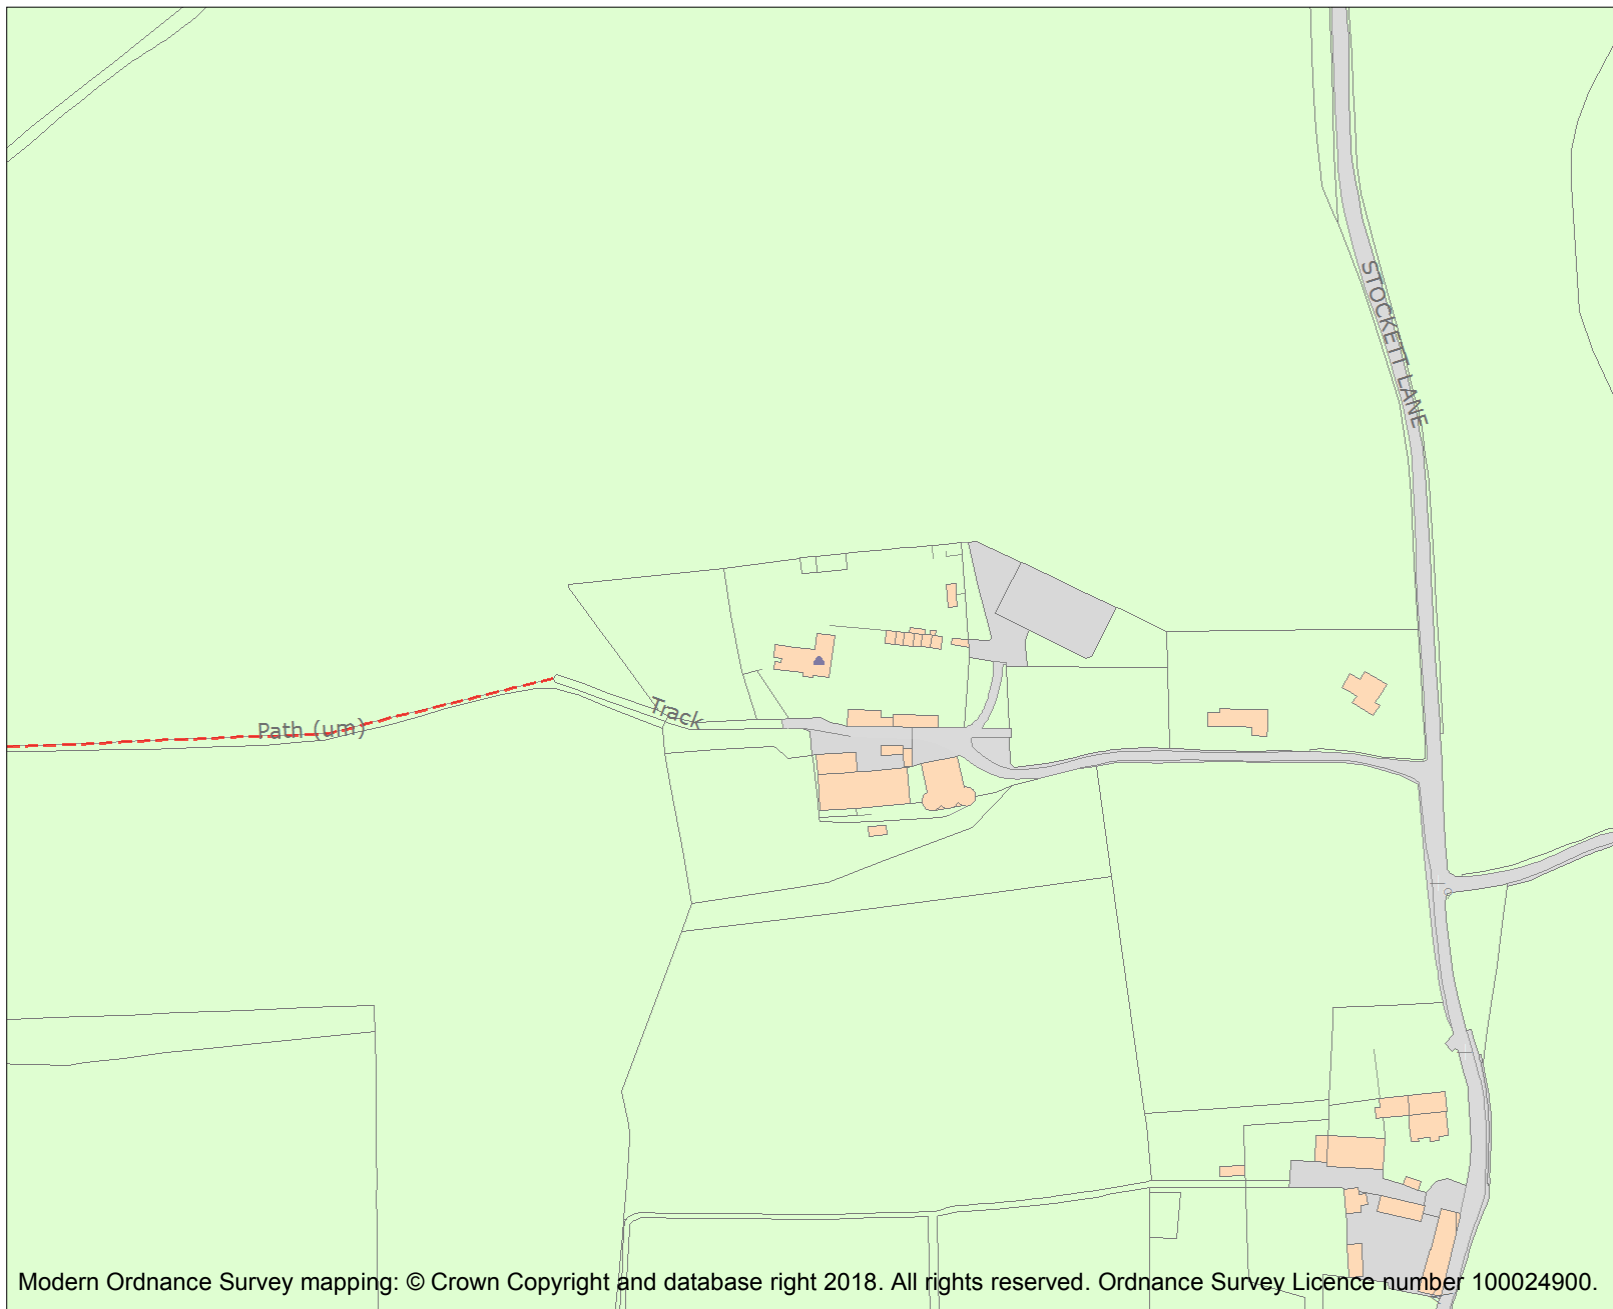 STOCKETT LANE
Track
Path (um)
Modern Ordnance Survey mapping: © Crown Copyright and database right 2018. All rights reserved. Ordnance Survey Licence number 100024900.